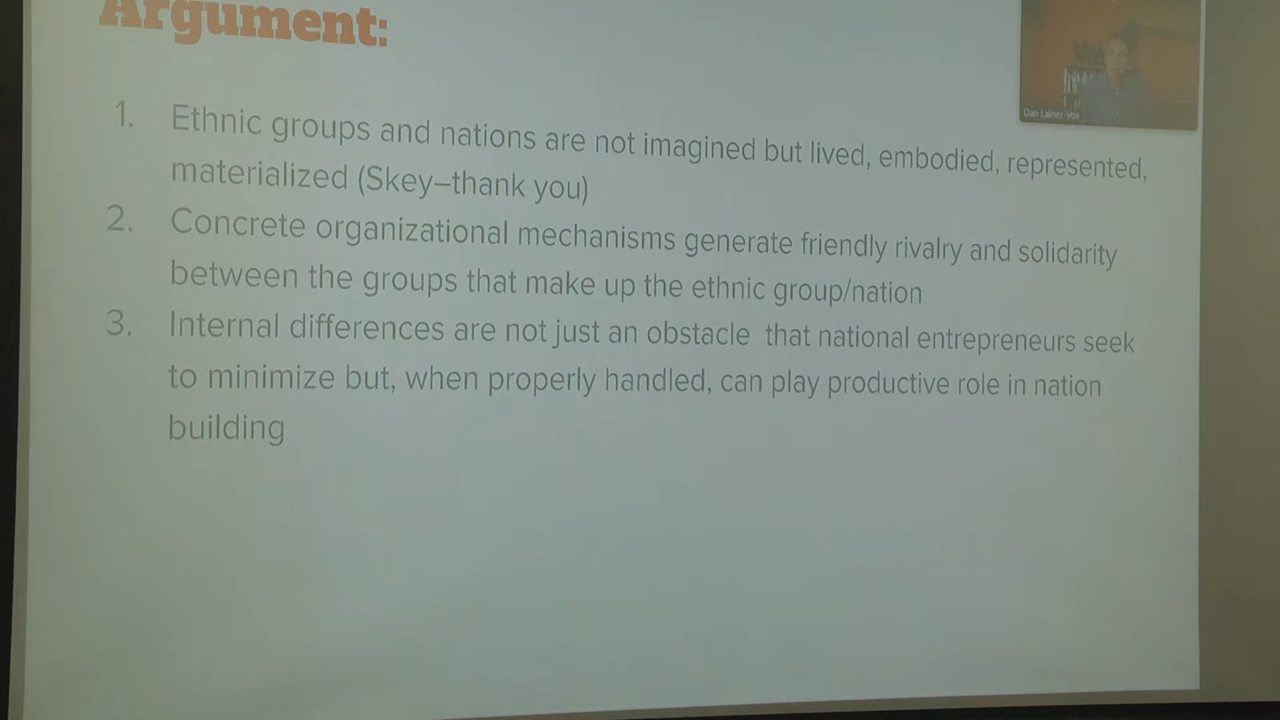 Argument:
Dan Lainer-Vos
1. Ethnic groups and nations are not imagined but lived, embodied, represented,
materialized (Skey–thank you)
2. Concrete organizational mechanisms generate friendly rivalry and solidarity
between the groups that make up the ethnic group/nation
3. Internal differences are not just an obstacle that national entrepreneurs seek
to minimize but, when properly handled, can play productive role in nation
building